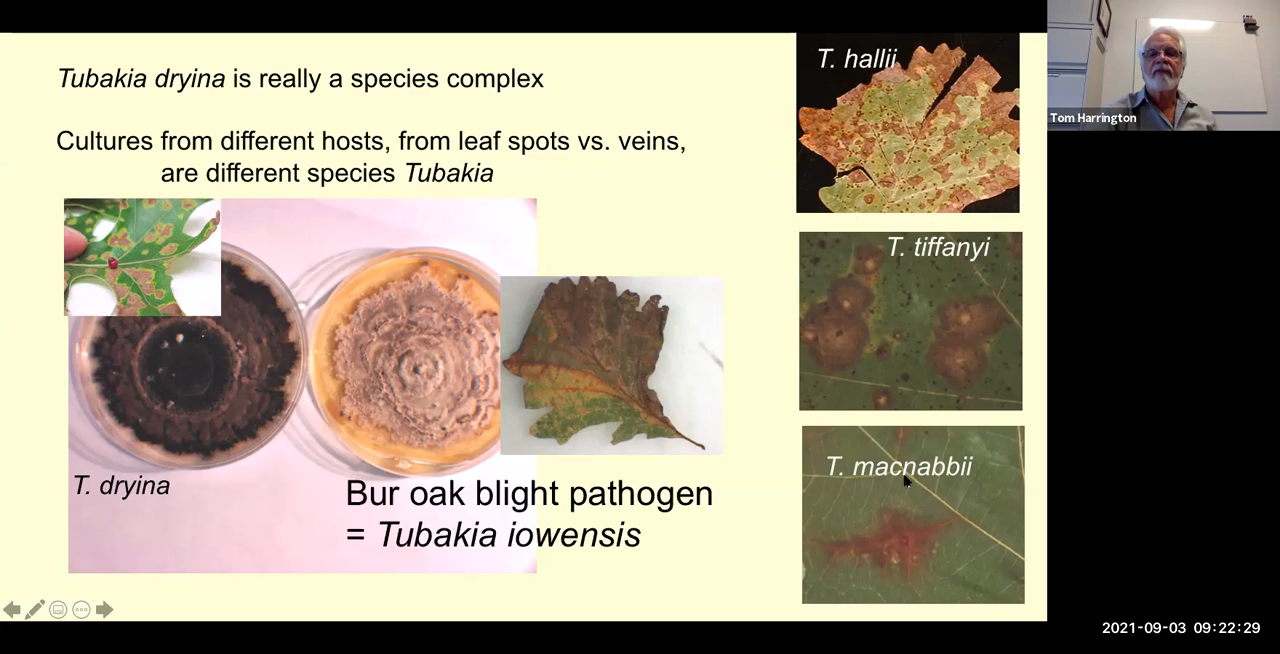 Tubakia dryina is really a species complex
Cultures from different hosts, from leaf spots vs. veins,
are different species Tubakia
T. dryina
Bur oak blight pathogen
= Tubakia iowensis
T. hallii
T. tiffanyi
T. macnabbii
Tom Harrington
2021-09-03 09:22:29